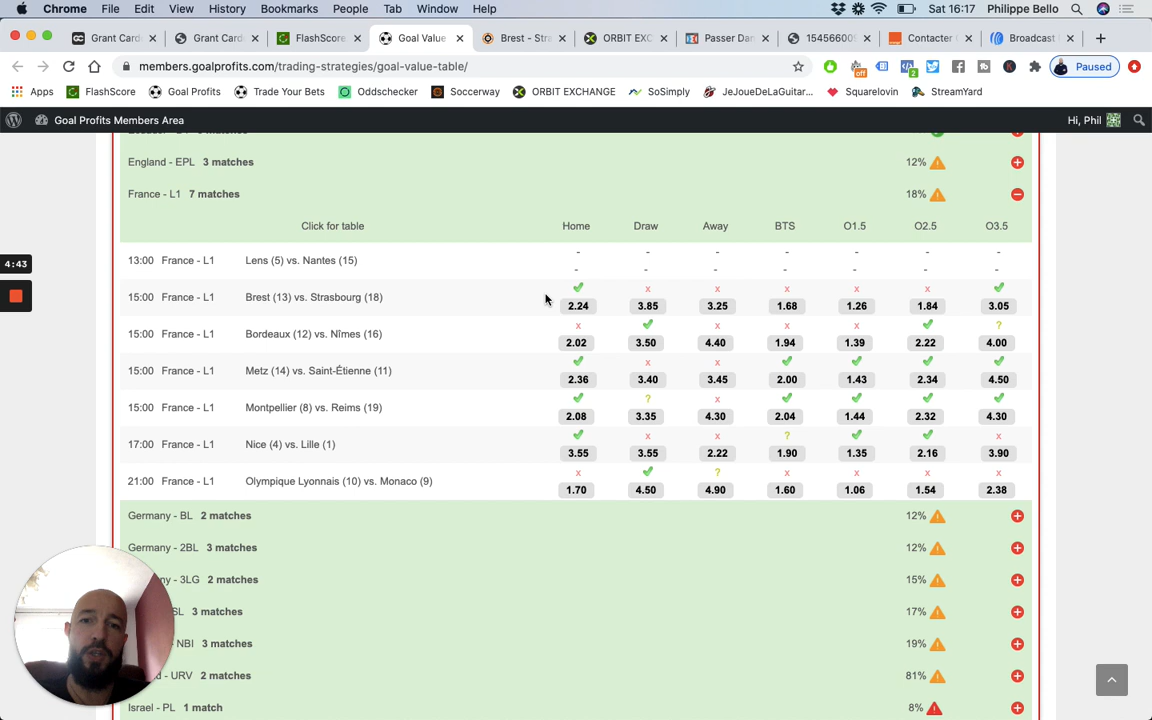 Chrome File Edit View History Bookmarks People Tab Window Help Sat 16:17 Philippe Bello
Grant Card Grant Card FlashScore. Goal Value Brest - Stra ORBIT EXC Passer Dan 154566009 Contacter Broadcast
members.goalprofits.com/trading-strategies/goal-value-table/ off 2 Paused
Apps FlashScore Goal Profits Trade Your Bets Oddschecker Soccerway ORBIT EXCHANGE SoSimply JeJoueDeLaGuitar... Squarelovin StreamYard
Goal Profits Members Area Hi, Phil
England - EPL 3 matches 12%
France - L1 7 matches 18%
4:43
Click for table Home Draw Away BTS O1.5 O2.5 O3.5
13:00 France - L1 Lens (5) vs. Nantes (15) - - - - - - -
- - - - - - -
15:00 France - L1 Brest (13) vs. Strasbourg (18) x x x x x
2.24 3.85 3.25 1.68 1.26 1.84 3.05
15:00 France - L1 Bordeaux (12) vs. Nîmes (16) x x x x ?
2.02 3.50 4.40 1.94 1.39 2.22 4.00
15:00 France - L1 Metz (14) vs. Saint-Étienne (11) x x
2.36 3.40 3.45 2.00 1.43 2.34 4.50
15:00 France - L1 Montpellier (8) vs. Reims (19) ? x
2.08 3.35 4.30 2.04 1.44 2.32 4.30
17:00 France - L1 Nice (4) vs. Lille (1) x x ? x
3.55 3.55 2.22 1.90 1.35 2.16 3.90
21:00 France - L1 Olympique Lyonnais (10) vs. Monaco (9) x ? x x x x
1.70 4.50 4.90 1.60 1.06 1.54 2.38
Germany - BL 2 matches 12%
Germany - 2BL 3 matches 12%
ny - 3LG 2 matches 15%
SL 3 matches 17%
NBI 3 matches 19%
d - URV 2 matches 81%
Israel - PL 1 match 8%